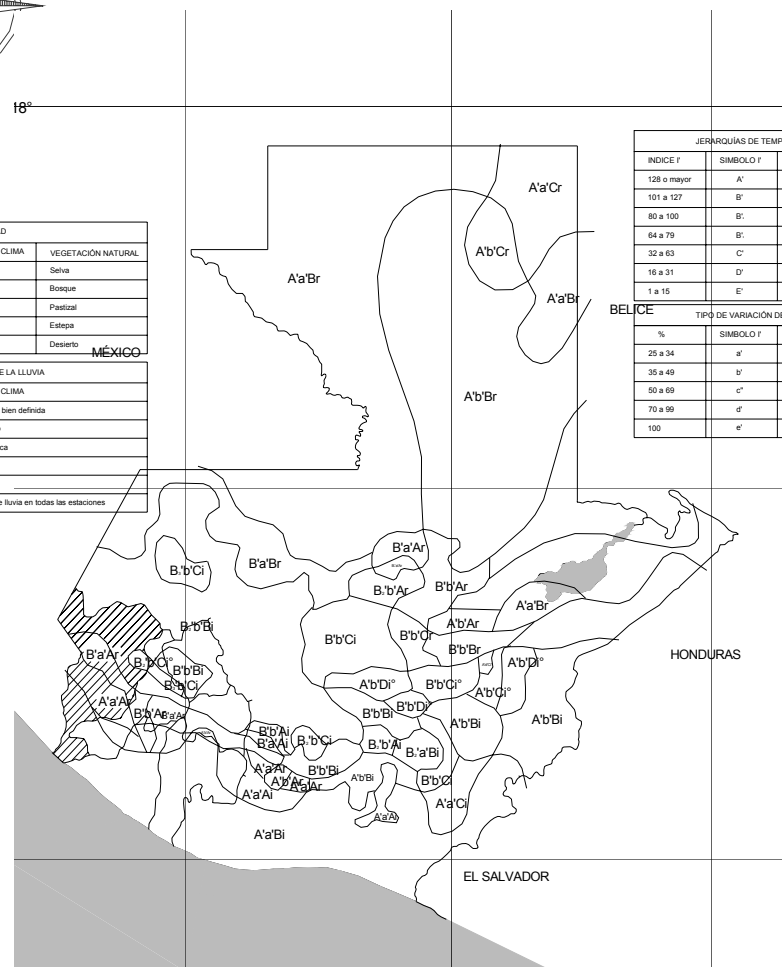 18°
JERARQUÍAS DE TEMP
INDICE I' SIMBOLO I'
128 o mayor A'
101 a 127 B'
80 a 100 B'.
64 a 79 B'.
32 a 63 C'
16 a 31 D'
1 a 15 E'
TIPO DE VARIACIÓN DE
% SIMBOLO I'
25 a 34 a'
35 a 49 b'
50 a 69 c"
70 a 99 d'
100 e'
D
CLIMA VEGETACIÓN NATURAL
Selva
Bosque
Pastizal
Estepa
Desierto
E LA LLUVIA
CLIMA
bien definida
ca
e lluvia en todas las estaciones
MÉXICO
BELICE
HONDURAS
EL SALVADOR
A'a'Cr
A'b'Cr
A'a'Br
A'a'Br
A'b'Br
B'a'Ar
B'a'Br
B.'b'Ci
B.'b'Ar
B'b'Ar
A'a'Br
A'b'Ar
B.'b'Bi
B'b'Ci
B'b'Cr
B'b'Br
B'a'Ar
B.'b'Ci°
B'b'Bi
B.'b'Ci
A'b'Di°
A'b'Di°
B'b'Ci°
A'b'Ci°
A'a'Ar
B'b'Ar
B'a'Ar
B'b'Bi
B'b'Di°
A'b'Bi
A'b'Bi
B'b'Ai
B'a'Ai
B.'b'Ci
B.'b'Ai
B.'a'Bi
A'a'Ar
B'b'Bi
A'b'Ar
A'a'Ar
A'b'Bi
B'b'Ci
A'a'Ai
A'a'Ci
A'a'Ai
A'a'Bi